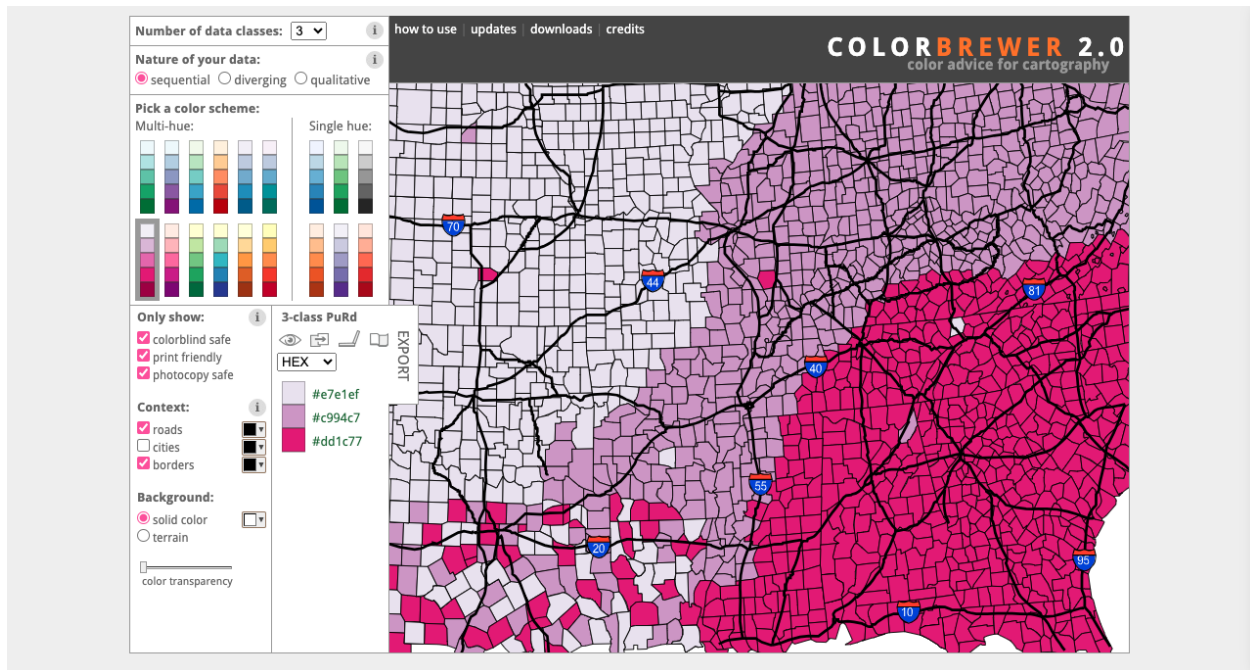 Number of data classes: 3 i
how to use | updates | downloads | credits
COLORBREWER 2.0
color advice for cartography
Nature of your data: i
sequential diverging qualitative
Pick a color scheme:
Multi-hue: Single hue:
Only show: i
colorblind safe
print friendly
photocopy safe
Context: i
roads
cities
borders
Background:
solid color
terrain
color transparency
3-class PuRd
HEX
EXPORT
#e7e1ef
#c994c7
#dd1c77
70
44
81
40
55
20
95
10